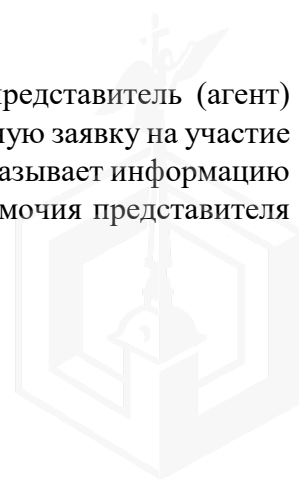 представитель (агент)
ную заявку на участие
азывает информацию
мочия представителя